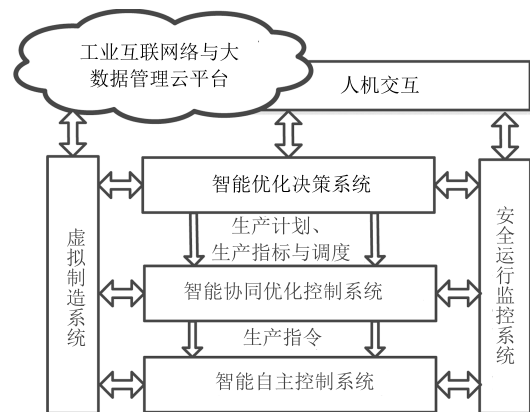 工业互联网络与大
数据管理云平台
人机交互
智能优化决策系统
生产计划、
生产指标与调度
虚拟制造系统
智能协同优化控制系统
安全运行监控系统
生产指令
智能自主控制系统